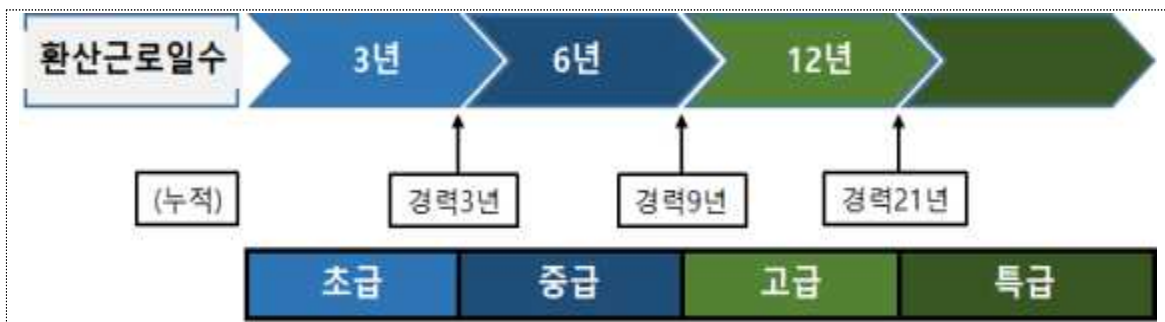 환산근로일수 3년 6년 12년
(누적) 경력3년 경력9년 경력21년
초급 중급 고급 특급